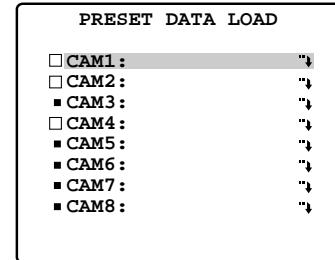 PRESET DATA LOAD
□ CAM1: ↴
□ CAM2: ↴
▪ CAM3: ↴
□ CAM4: ↴
▪ CAM5: ↴
▪ CAM6: ↴
▪ CAM7: ↴
▪ CAM8: ↴